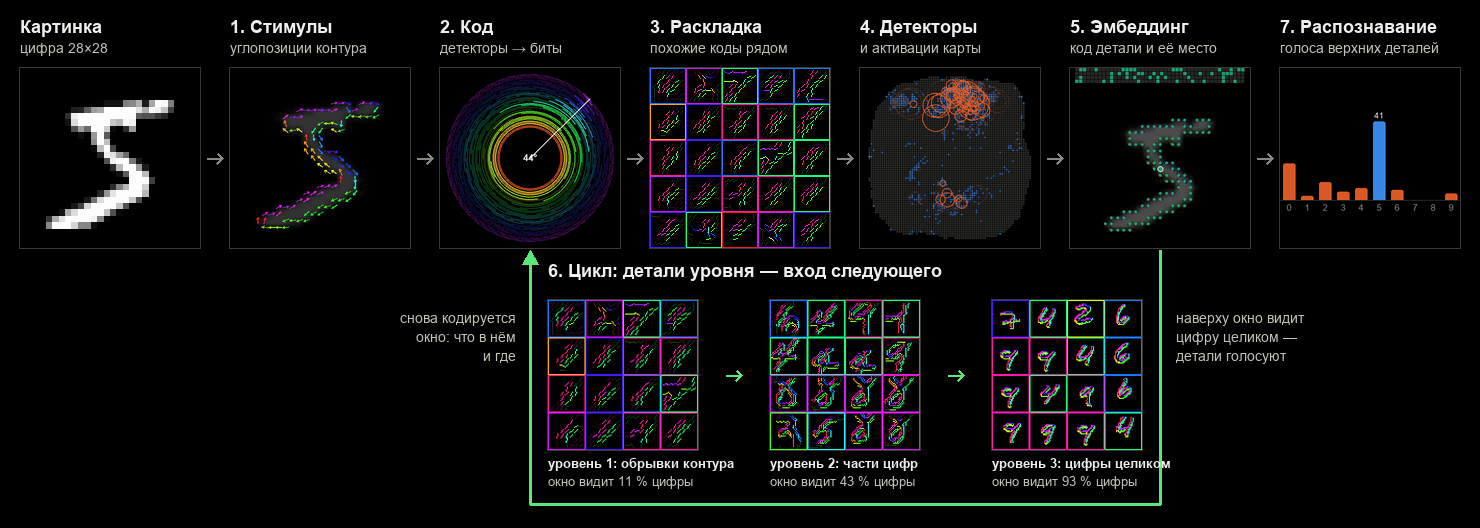 Картинка
цифра 28×28
1. Стимулы
углопозиции контура
2. Код
детекторы → биты
3. Раскладка
похожие коды рядом
4. Детекторы
и активации карты
5. Эмбеддинг
код детали и её место
7. Распознавание
голоса верхних деталей
44°
41
0 1 2 3 4 5 6 7 8 9
6. Цикл: детали уровня — вход следующего
снова кодируется
окно: что в нём
и где
наверху окно видит
цифру целиком —
детали голосуют
уровень 1: обрывки контура
окно видит 11 % цифры
уровень 2: части цифр
окно видит 43 % цифры
уровень 3: цифры целиком
окно видит 93 % цифры